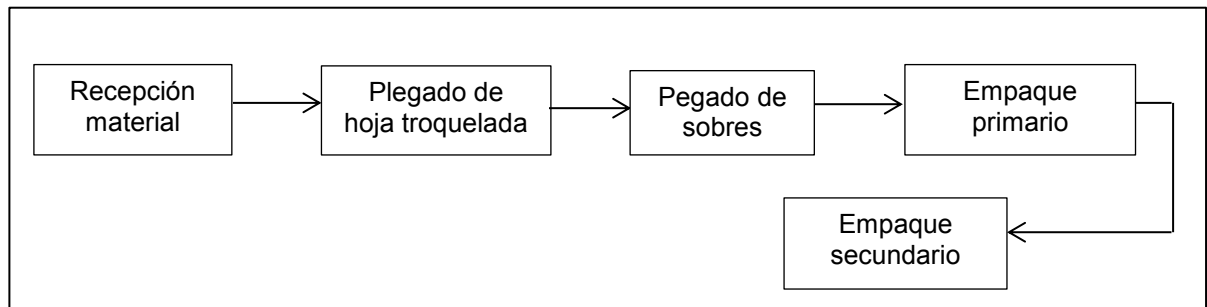 Recepción
material
Plegado de
hoja troquelada
Pegado de
sobres
Empaque
primario
Empaque
secundario